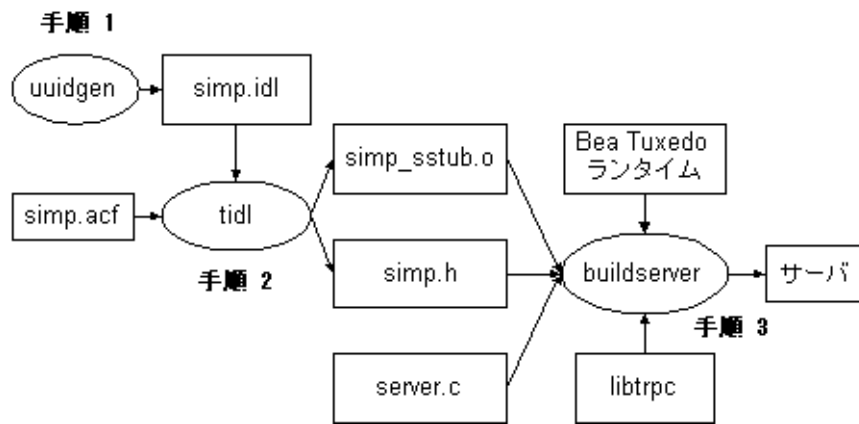 手順 1
uuidgen
simp.idl
simp_sstub.o
Bea Tuxedo
ランタイム
simp.acf
tidl
手順 2
simp.h
buildserver
サーバ
手順 3
server.c
libtrpc